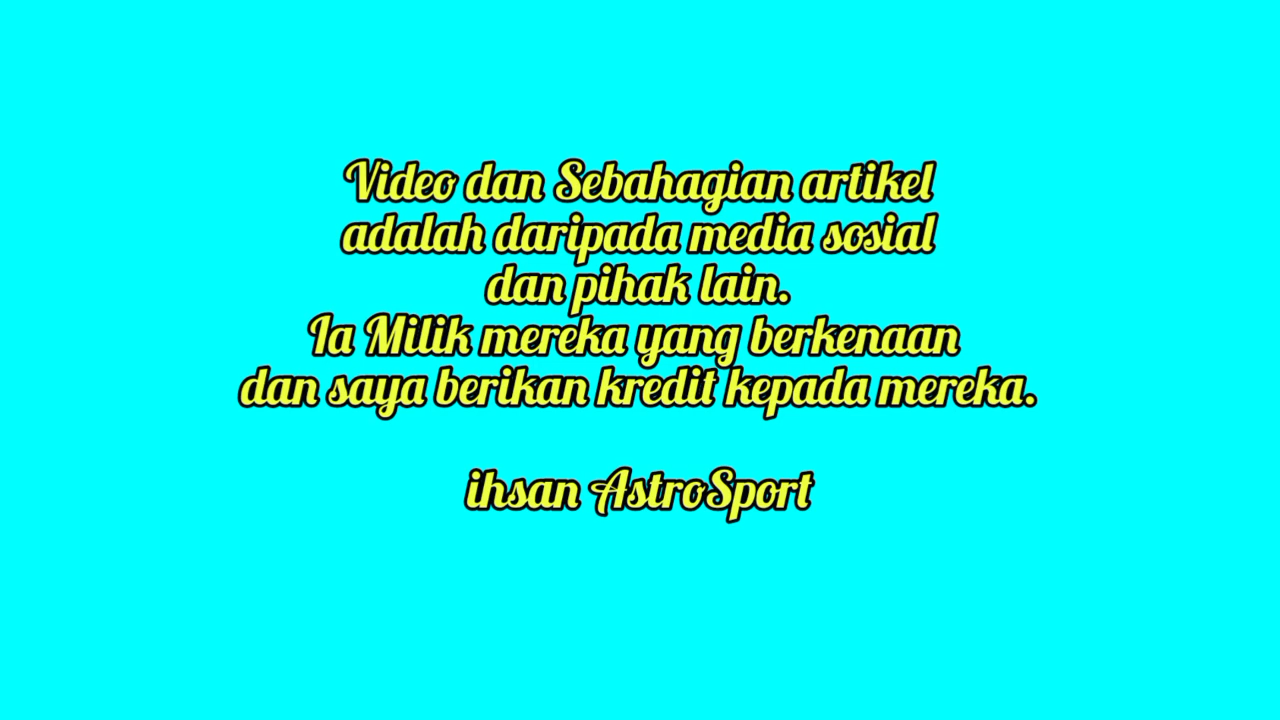 Video dan Sebahagian artikel
adalah daripada media sosial
dan pihak lain.
Ia Milik mereka yang berkenaan
dan saya berikan kredit kepada mereka.
ihsan AstroSport